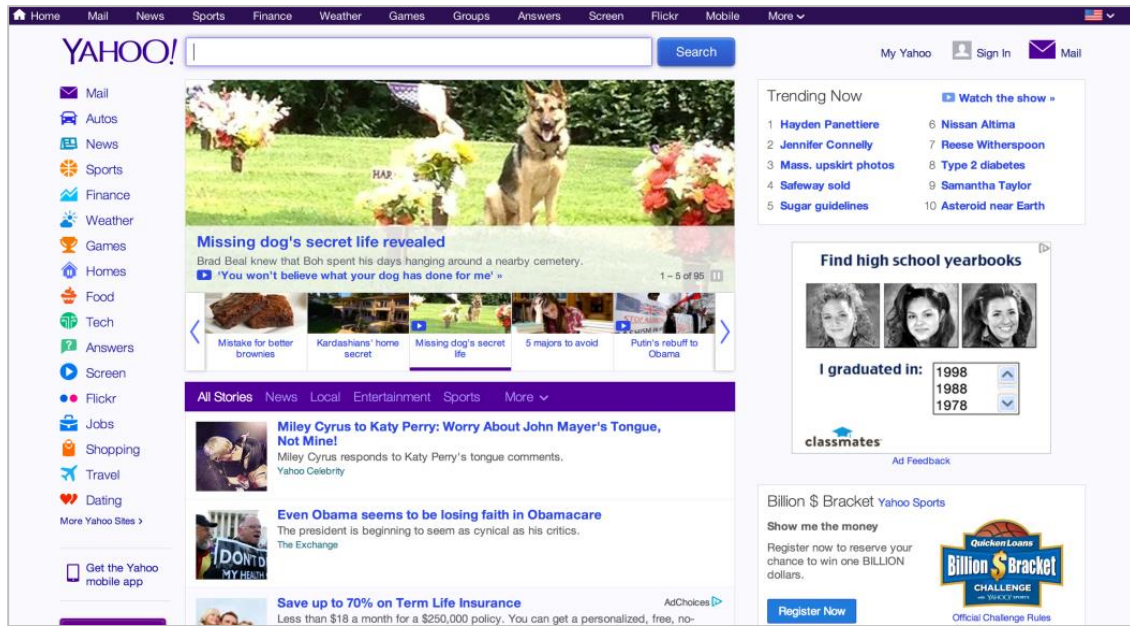 Home Mail News Sports Finance Weather Games Groups Answers Screen Flickr Mobile More
YAHOO!
Search
My Yahoo Sign In Mail
Mail
Autos
News
Sports
Finance
Weather
Games
Homes
Food
Tech
Answers
Screen
Flickr
Jobs
Shopping
Travel
Dating
More Yahoo Sites >
Get the Yahoo
mobile app
HAR
Missing dog's secret life revealed
Brad Beal knew that Boh spent his days hanging around a nearby cemetery.
'You won't believe what your dog has done for me' »
1 – 5 of 95
Mistake for better
brownies
Kardashians' home
secret
Missing dog's secret
life
5 majors to avoid
Putin's rebuff to
Obama
All Stories News Local Entertainment Sports More
Miley Cyrus to Katy Perry: Worry About John Mayer's Tongue,
Not Mine!
Miley Cyrus responds to Katy Perry's tongue comments.
Yahoo Celebrity
Even Obama seems to be losing faith in Obamacare
The president is beginning to seem as cynical as his critics.
The Exchange
DON'T D
MY HEALTH
Save up to 70% on Term Life Insurance
AdChoices
Less than $18 a month for a $250,000 policy. You can get a personalized, free, no-
Trending Now
Watch the show »
1 Hayden Panettiere
2 Jennifer Connelly
3 Mass. upskirt photos
4 Safeway sold
5 Sugar guidelines
6 Nissan Altima
7 Reese Witherspoon
8 Type 2 diabetes
9 Samantha Taylor
10 Asteroid near Earth
Find high school yearbooks
I graduated in:
1998
1988
1978
classmates
Ad Feedback
Billion $ Bracket Yahoo Sports
Show me the money
Register now to reserve your
chance to win one BILLION
dollars.
Register Now
Quicken Loans
Billion $ Bracket
CHALLENGE
WITH YAHOO! SPORTS
Official Challenge Rules